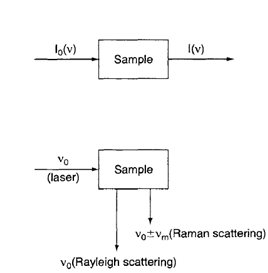 I₀(ν) Sample I(ν)
ν₀ Sample
(laser)
ν₀±νₘ(Raman scattering)
ν₀(Rayleigh scattering)